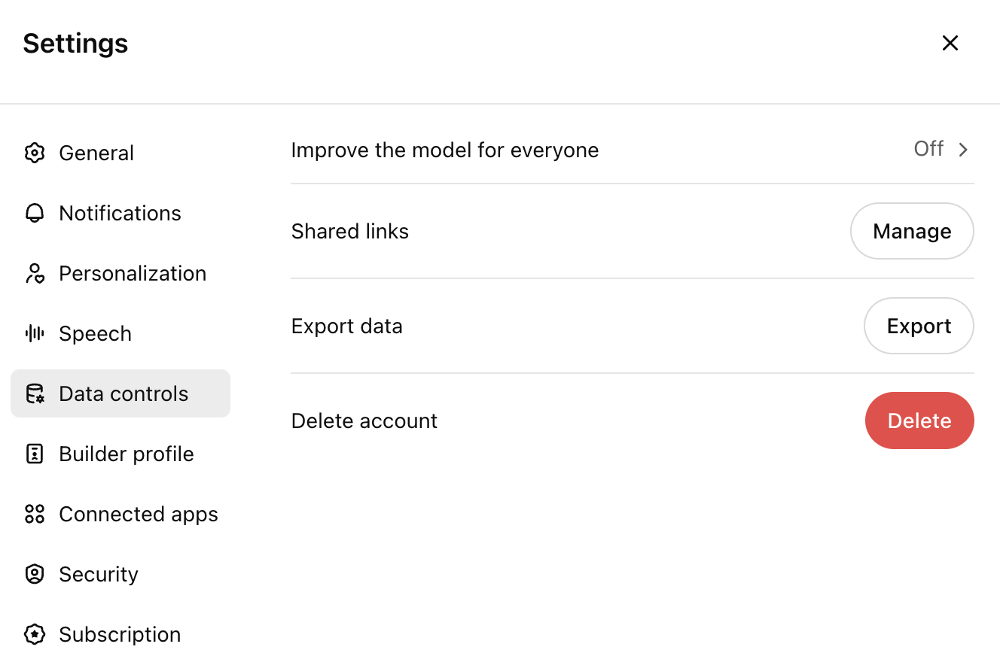 Settings
General
Notifications
Personalization
Speech
Data controls
Builder profile
Connected apps
Security
Subscription
Improve the model for everyone
Off
Shared links
Manage
Export data
Export
Delete account
Delete